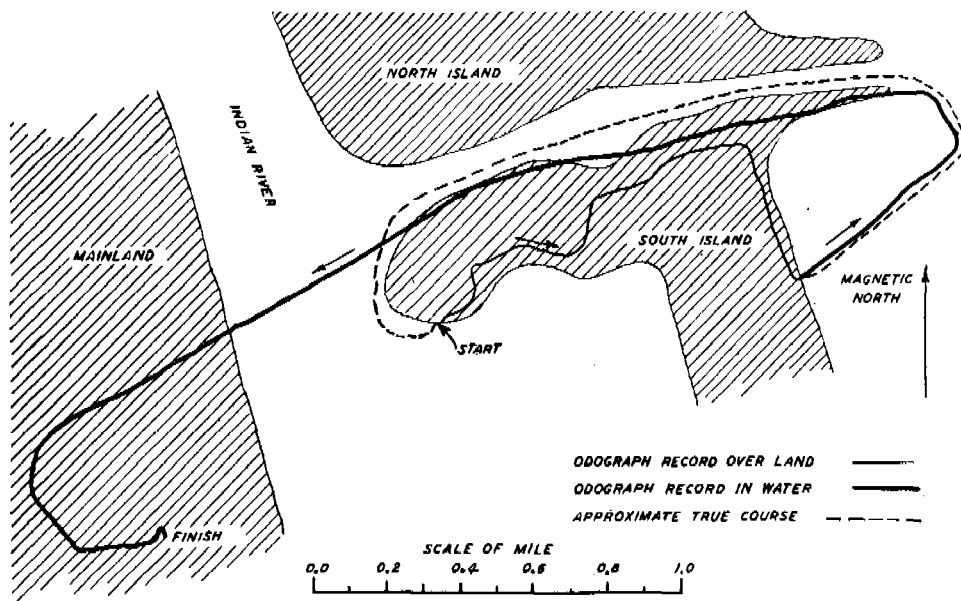 NORTH ISLAND
INDIAN RIVER
MAINLAND
SOUTH ISLAND
MAGNETIC
NORTH
START
FINISH
ODOGRAPH RECORD OVER LAND
ODOGRAPH RECORD IN WATER
APPROXIMATE TRUE COURSE
SCALE OF MILE
0.0 0.2 0.4 0.6 0.8 1.0